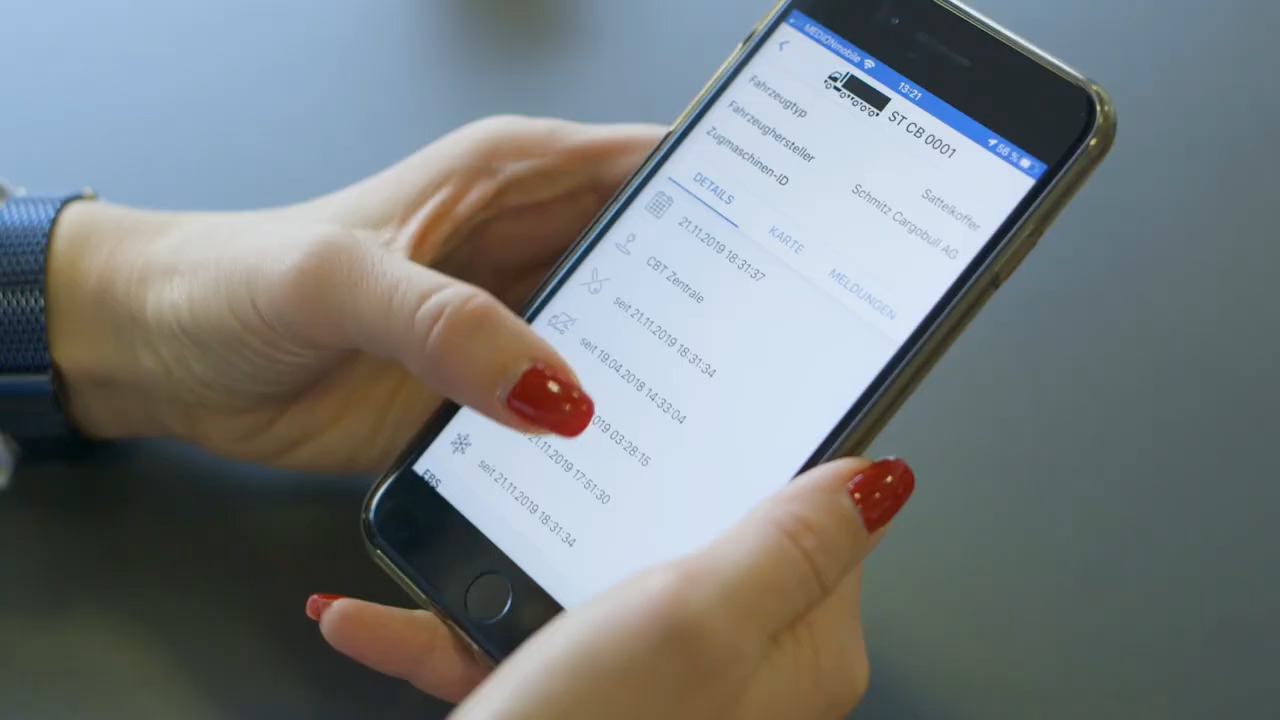 MEDIONmobile 13:21 56 %
ST CB 0001
Fahrzeugtyp Sattelkoffer
Fahrzeughersteller Schmitz Cargobull AG
Zugmaschinen-ID
DETAILS KARTE MELDUNGEN
21.11.2019 18:31:37
CBT Zentrale
seit 21.11.2019 18:31:34
seit 19.04.2018 14:33:04
019 03:28:15
21.11.2019 17:51:30
seit 21.11.2019 18:31:34
EBS